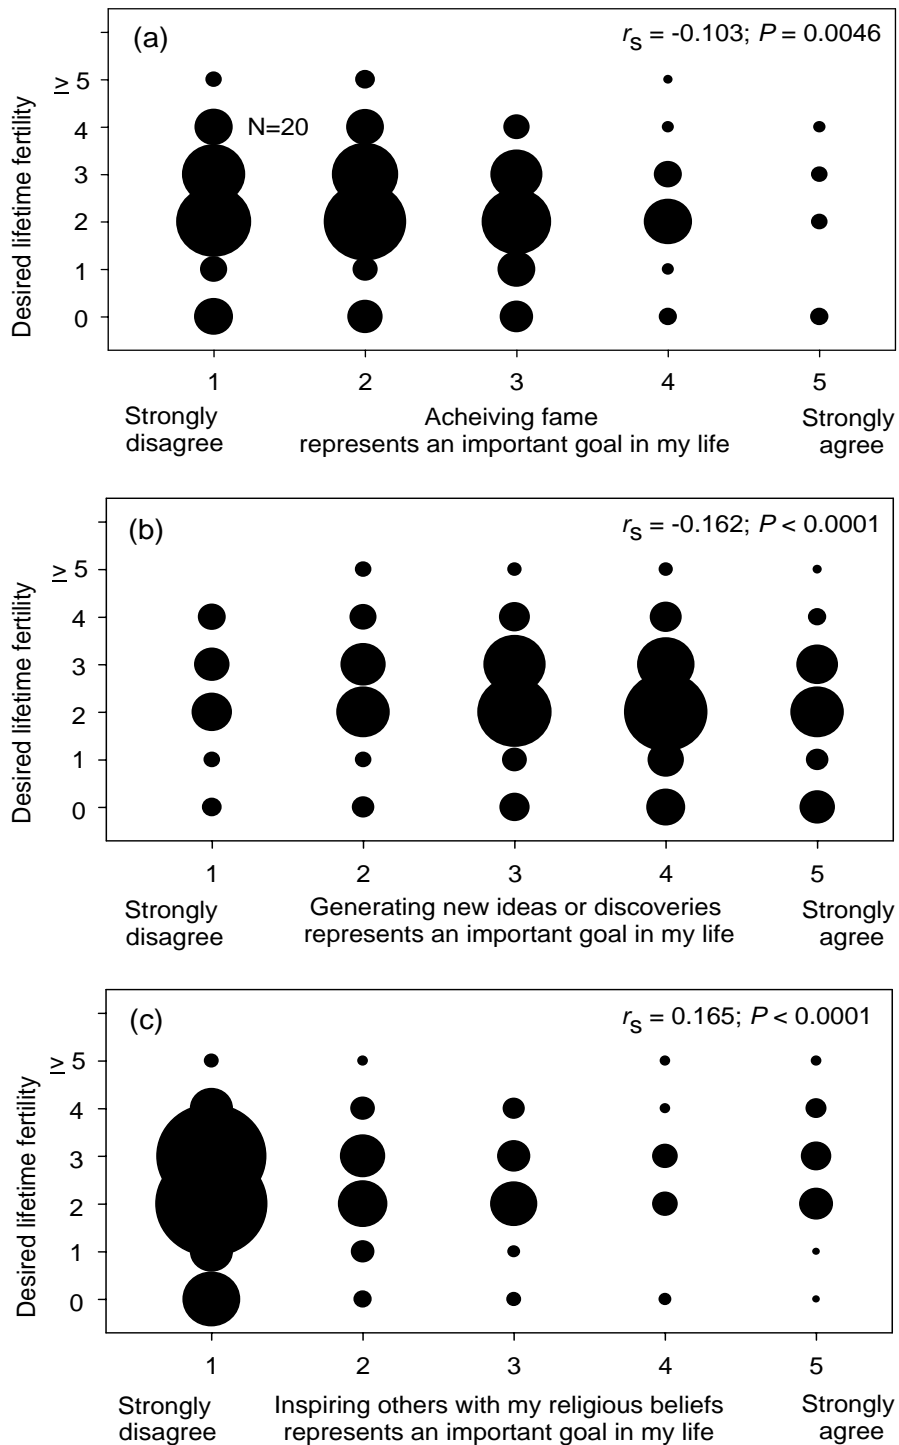 (a)
r_s = -0.103; P = 0.0046
N=20
Desired lifetime fertility
≥ 5
4
3
2
1
0
1 2 3 4 5
Strongly disagree
Acheiving fame
represents an important goal in my life
Strongly agree
(b)
r_s = -0.162; P < 0.0001
Desired lifetime fertility
≥ 5
4
3
2
1
0
1 2 3 4 5
Strongly disagree
Generating new ideas or discoveries
represents an important goal in my life
Strongly agree
(c)
r_s = 0.165; P < 0.0001
Desired lifetime fertility
≥ 5
4
3
2
1
0
1 2 3 4 5
Strongly disagree
Inspiring others with my religious beliefs
represents an important goal in my life
Strongly agree